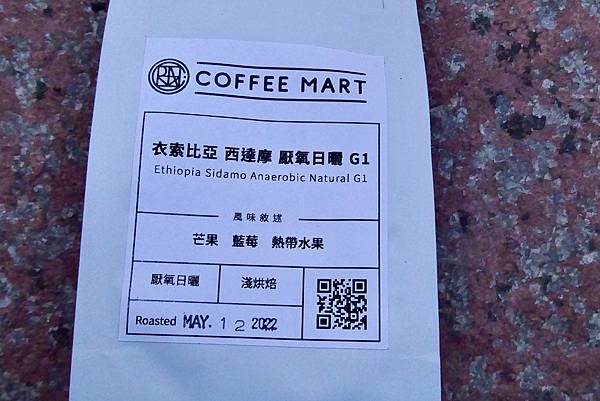 COFFEE MART
衣索比亞 西達摩 厭氧日曬 G1
Ethiopia Sidamo Anaerobic Natural G1
風味敘述
芒果 藍莓 熱帶水果
厭氧日曬 淺烘焙
Roasted MAY. 1 2 2022